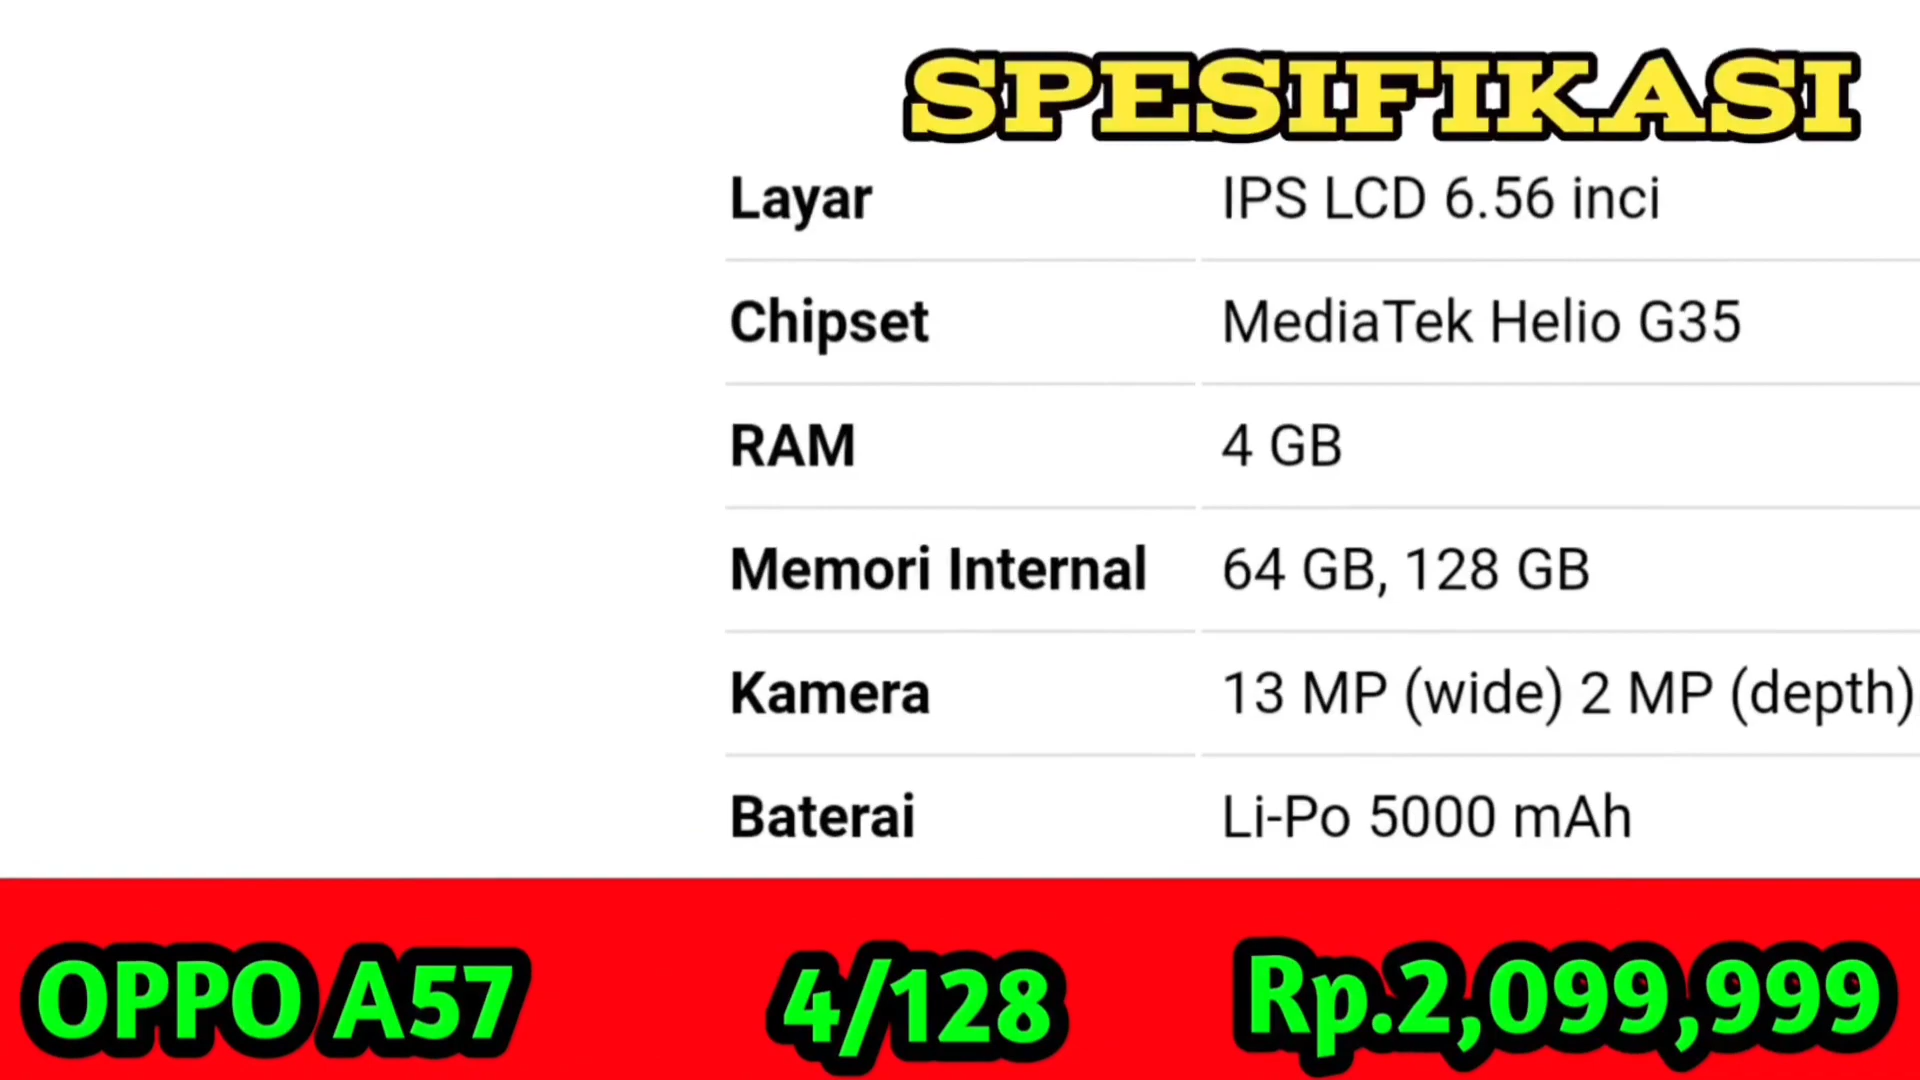 SPESIFIKASI
Layar IPS LCD 6.56 inci
Chipset MediaTek Helio G35
RAM 4 GB
Memori Internal 64 GB, 128 GB
Kamera 13 MP (wide) 2 MP (depth)
Baterai Li-Po 5000 mAh
OPPO A57 4/128 Rp.2,099,999